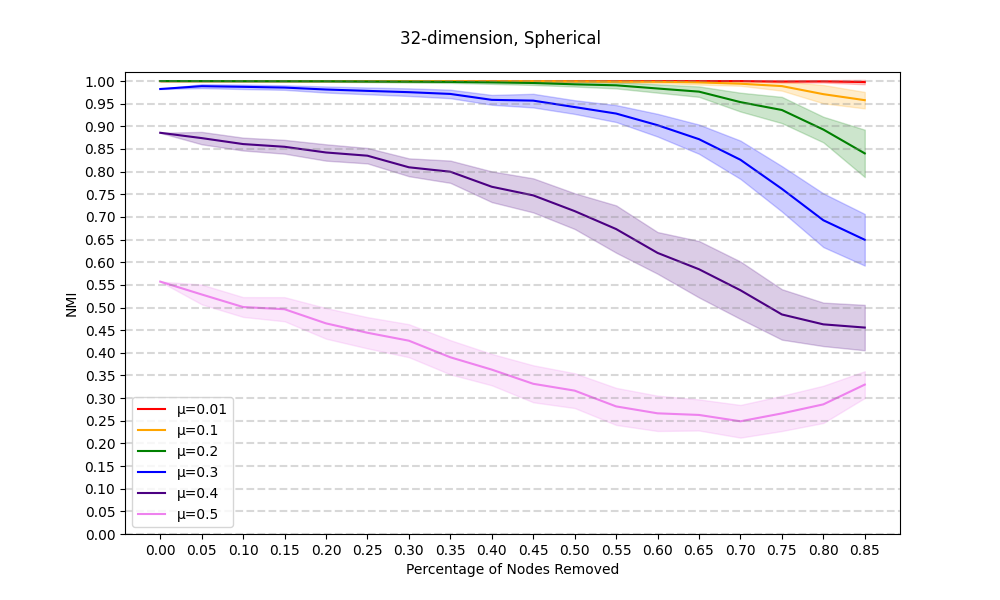 32-dimension, Spherical
1.00
0.95
0.90
0.85
0.80
0.75
0.70
0.65
0.60
0.55
0.50
0.45
0.40
0.35
0.30
0.25
0.20
0.15
0.10
0.05
0.00
NMI
μ=0.01
μ=0.1
μ=0.2
μ=0.3
μ=0.4
μ=0.5
0.00 0.05 0.10 0.15 0.20 0.25 0.30 0.35 0.40 0.45 0.50 0.55 0.60 0.65 0.70 0.75 0.80 0.85
Percentage of Nodes Removed